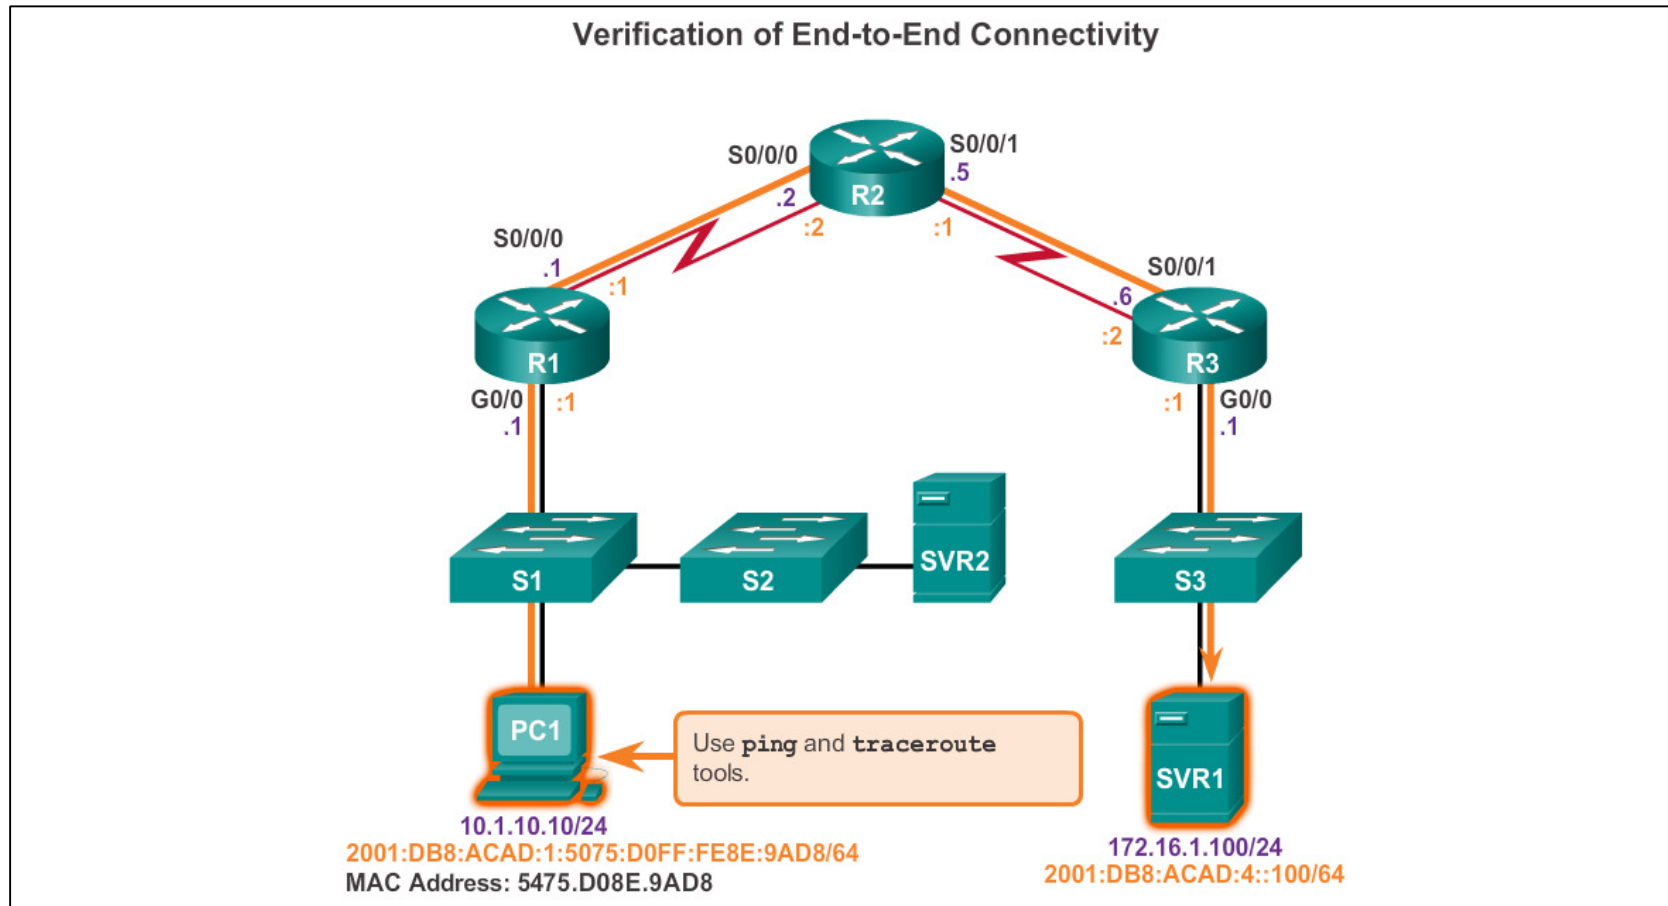 Verification of End-to-End Connectivity
S0/0/0
S0/0/1
.2
.5
R2
:2
:1
S0/0/0
.1
:1
S0/0/1
.6
:2
R1
R3
G0/0
:1
.1
:1
G0/0
.1
S1
S2
SVR2
S3
PC1
Use ping and traceroute
tools.
SVR1
10.1.10.10/24
2001:DB8:ACAD:1:5075:D0FF:FE8E:9AD8/64
MAC Address: 5475.D08E.9AD8
172.16.1.100/24
2001:DB8:ACAD:4::100/64